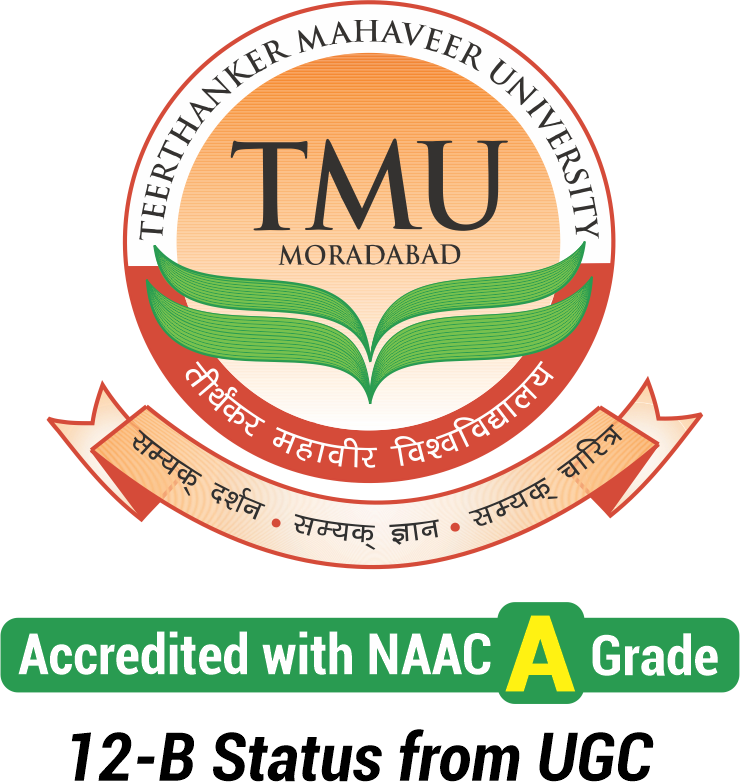 TEERTHANKER MAHAVEER UNIVERSITY
TMU
MORADABAD
तीर्थंकर महावीर विश्वविद्यालय
सम्यक् दर्शन • सम्यक् ज्ञान • सम्यक् चारित्र
Accredited with NAAC A Grade
12-B Status from UGC